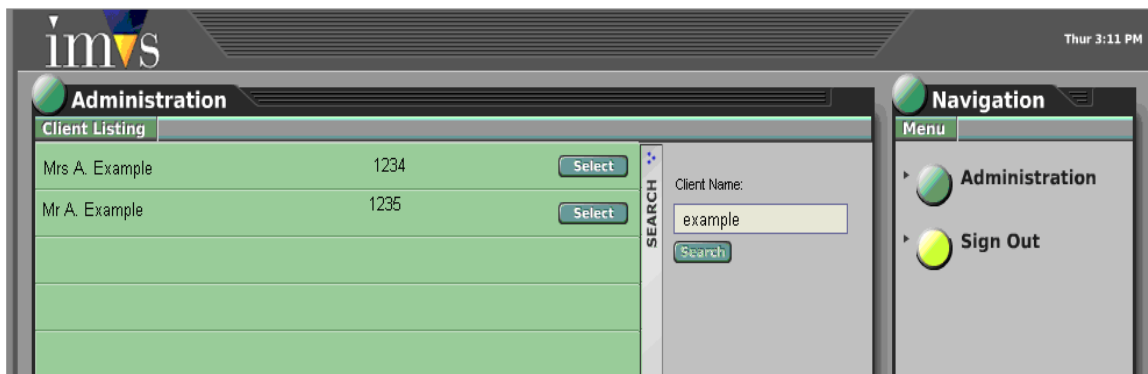 imvs
Thur 3:11 PM
Administration
Client Listing
Mrs A. Example 1234 Select
Mr A. Example 1235 Select
SEARCH
Client Name:
example
Search
Navigation
Menu
Administration
Sign Out